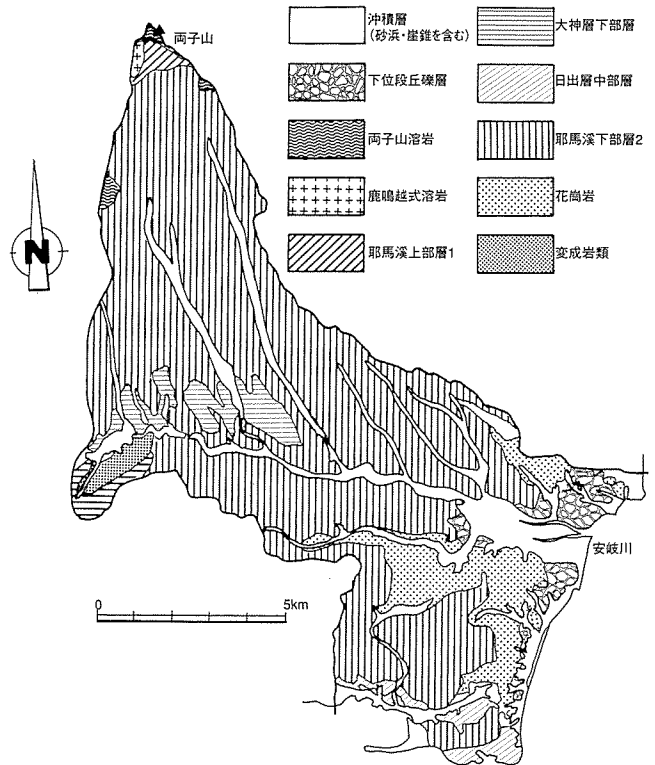 両子山
沖積層
(砂浜・崖錐を含む)
下位段丘礫層
両子山溶岩
鹿鳴越式溶岩
耶馬溪上部層1
大神層下部層
日出層中部層
耶馬溪下部層2
花崗岩
変成岩類
N
安岐川
0 5km